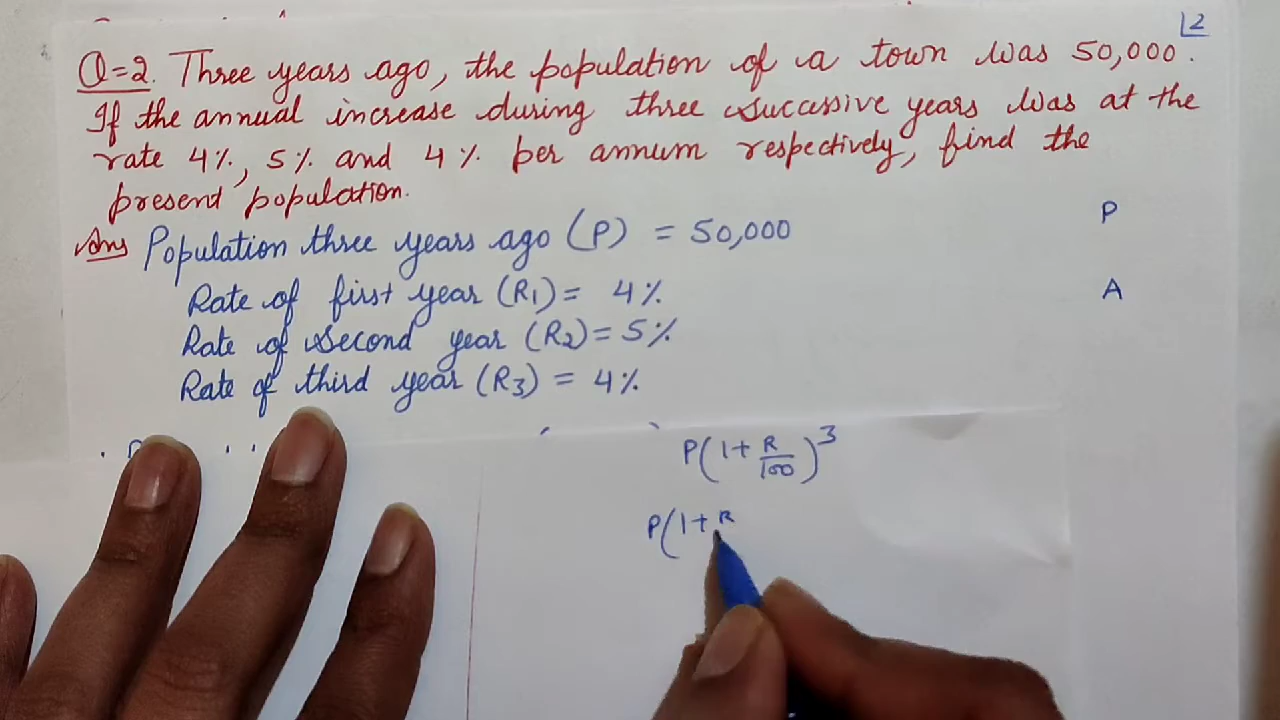 2
Q=2. Three years ago, the population of a town was 50,000.
If the annual increase during three successive years was at the
rate 4%, 5% and 4% per annum respectively, find the
present population.
P
Ans Population three years ago (P) = 50,000
A
Rate of first year (R1) = 4%
Rate of second year (R2) = 5%
Rate of third year (R3) = 4%
P(1+R/100)^3
P(1+R